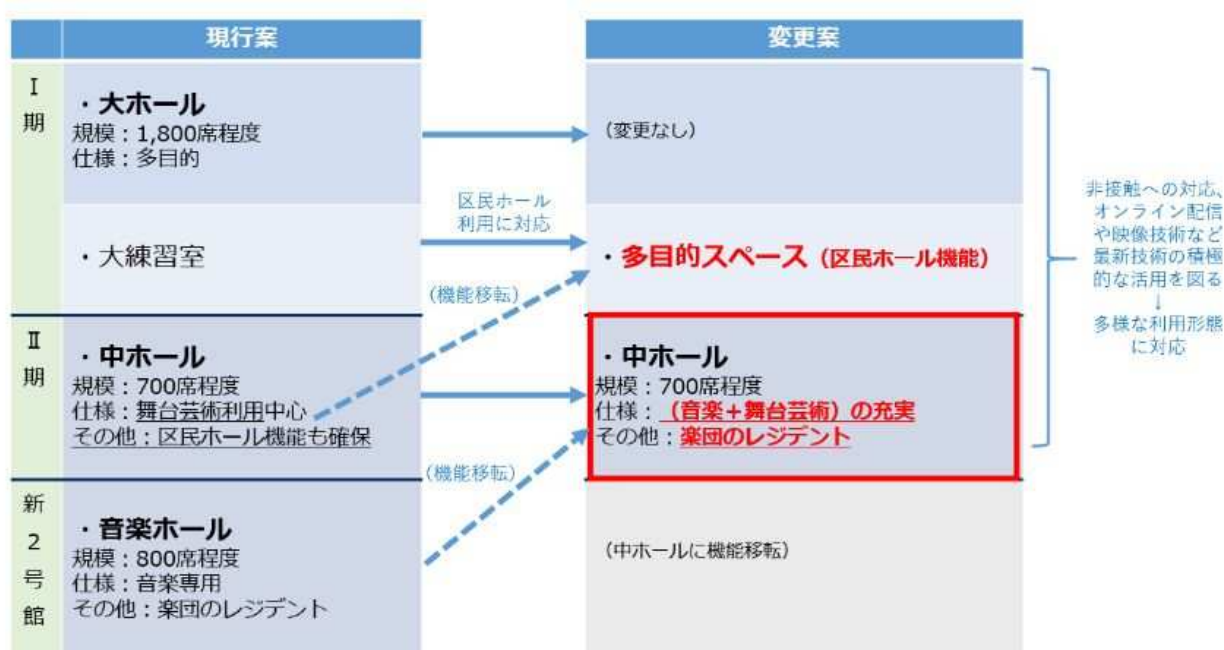 現行案
変更案
Ⅰ
期
・大ホール
規模：1,800席程度
仕様：多目的
（変更なし）
・大練習室
区民ホール
利用に対応
・多目的スペース（区民ホール機能）
（機能移転）
Ⅱ
期
・中ホール
規模：700席程度
仕様：舞台芸術利用中心
その他：区民ホール機能も確保
・中ホール
規模：700席程度
仕様：（音楽＋舞台芸術）の充実
その他：楽団のレジデント
（機能移転）
新
2
号
館
・音楽ホール
規模：800席程度
仕様：音楽専用
その他：楽団のレジデント
（中ホールに機能移転）
非接触への対応、
オンライン配信
や映像技術など
最新技術の積極
的な活用を図る
↓
多様な利用形態
に対応